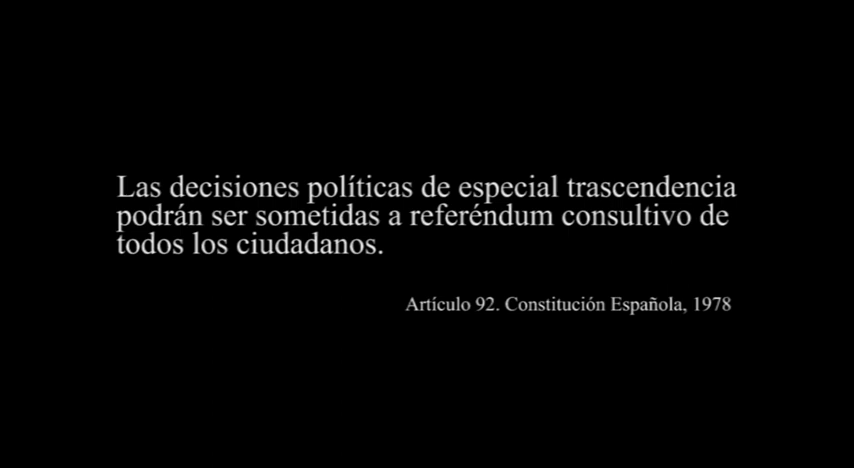 Las decisiones políticas de especial trascendencia
podrán ser sometidas a referéndum consultivo de
todos los ciudadanos.
Artículo 92. Constitución Española, 1978